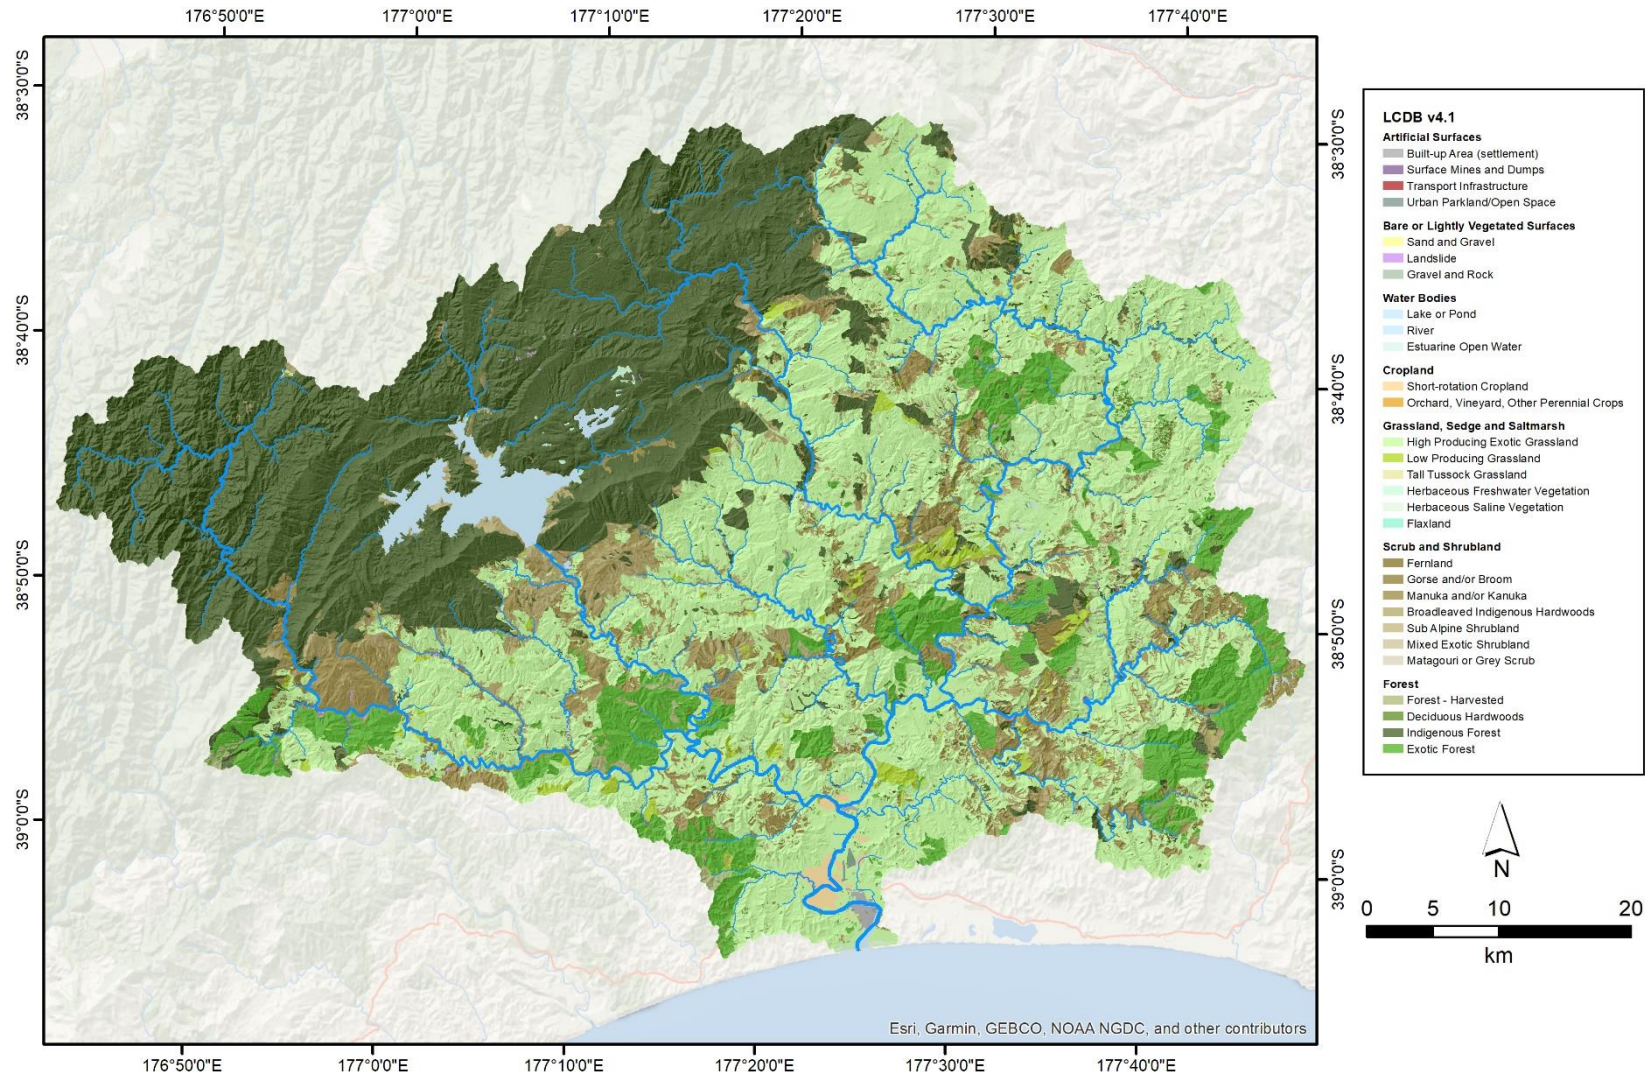 176°50'0"E 177°0'0"E 177°10'0"E 177°20'0"E 177°30'0"E 177°40'0"E
38°30'0"S
38°40'0"S
38°50'0"S
39°0'0"S
38°30'0"S
38°40'0"S
38°50'0"S
39°0'0"S
Esri, Garmin, GEBCO, NOAA NGDC, and other contributors
176°50'0"E 177°0'0"E 177°10'0"E 177°20'0"E 177°30'0"E 177°40'0"E
LCDB v4.1
Artificial Surfaces
Built-up Area (settlement)
Surface Mines and Dumps
Transport Infrastructure
Urban Parkland/Open Space
Bare or Lightly Vegetated Surfaces
Sand and Gravel
Landslide
Gravel and Rock
Water Bodies
Lake or Pond
River
Estuarine Open Water
Cropland
Short-rotation Cropland
Orchard, Vineyard, Other Perennial Crops
Grassland, Sedge and Saltmarsh
High Producing Exotic Grassland
Low Producing Grassland
Tall Tussock Grassland
Herbaceous Freshwater Vegetation
Herbaceous Saline Vegetation
Flaxland
Scrub and Shrubland
Fernland
Gorse and/or Broom
Manuka and/or Kanuka
Broadleaved Indigenous Hardwoods
Sub Alpine Shrubland
Mixed Exotic Shrubland
Matagouri or Grey Scrub
Forest
Forest - Harvested
Deciduous Hardwoods
Indigenous Forest
Exotic Forest
N
0 5 10 20
km